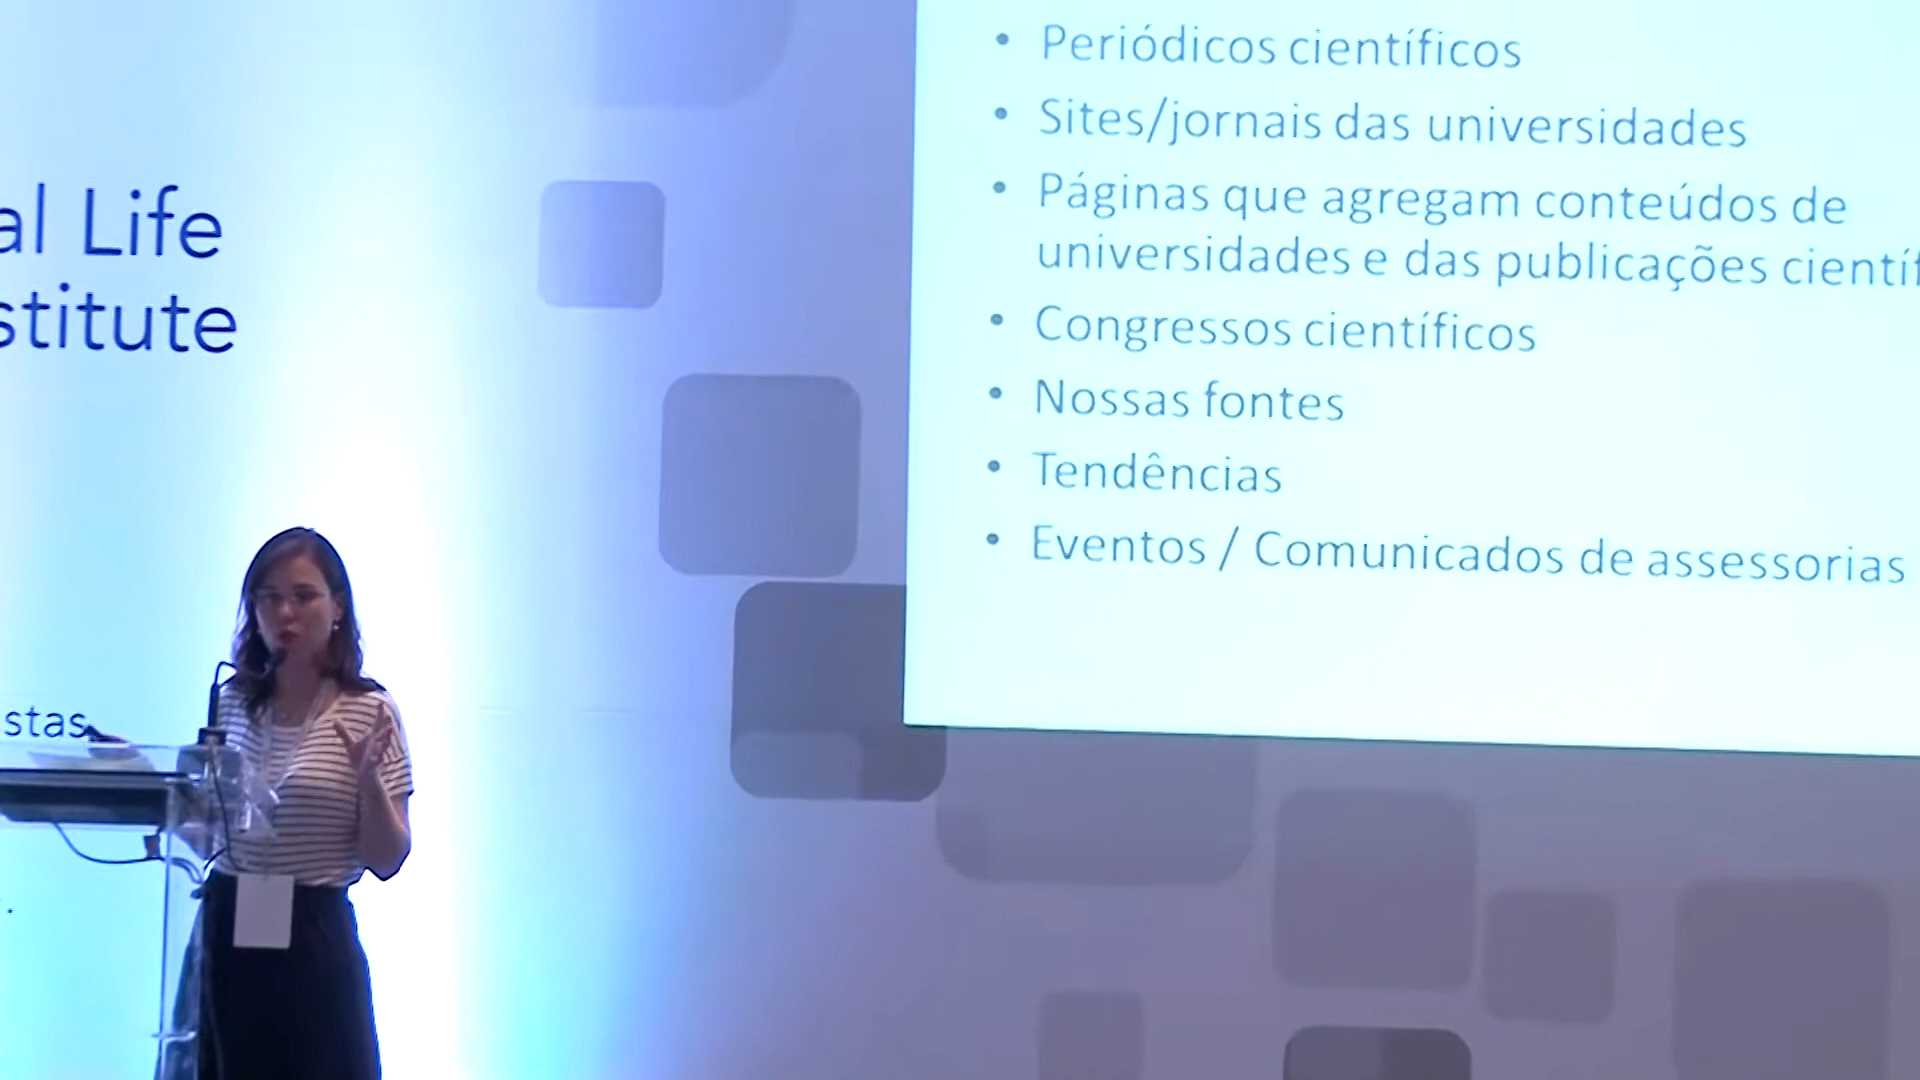 al Life
stitute
stas
.
• Periódicos científicos
• Sites/jornais das universidades
• Páginas que agregam conteúdos de
universidades e das publicações científ
• Congressos científicos
• Nossas fontes
• Tendências
• Eventos / Comunicados de assessorias